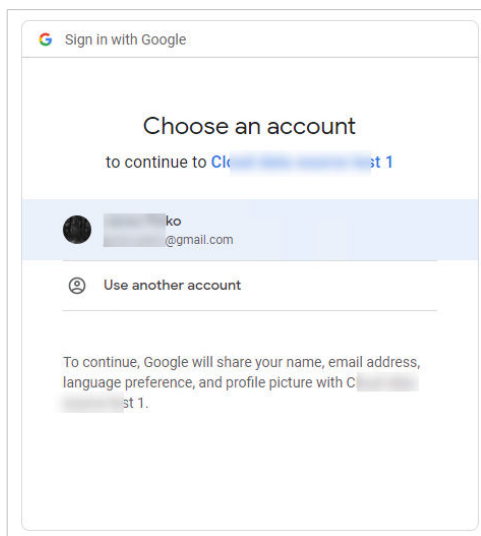 Sign in with Google
Choose an account
to continue to Cl st 1
ko
@gmail.com
Use another account
To continue, Google will share your name, email address,
language preference, and profile picture with C
st 1.